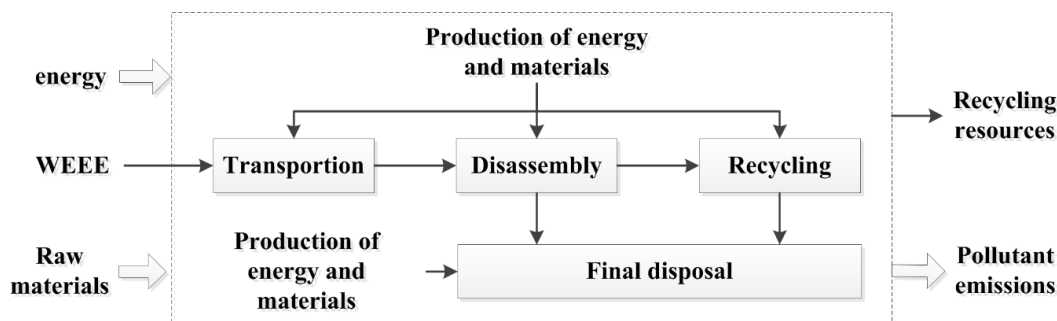 Production of energy
and materials
energy
Recycling
resources
WEEE
Transportion
Disassembly
Recycling
Raw
materials
Production of
energy and
materials
Final disposal
Pollutant
emissions